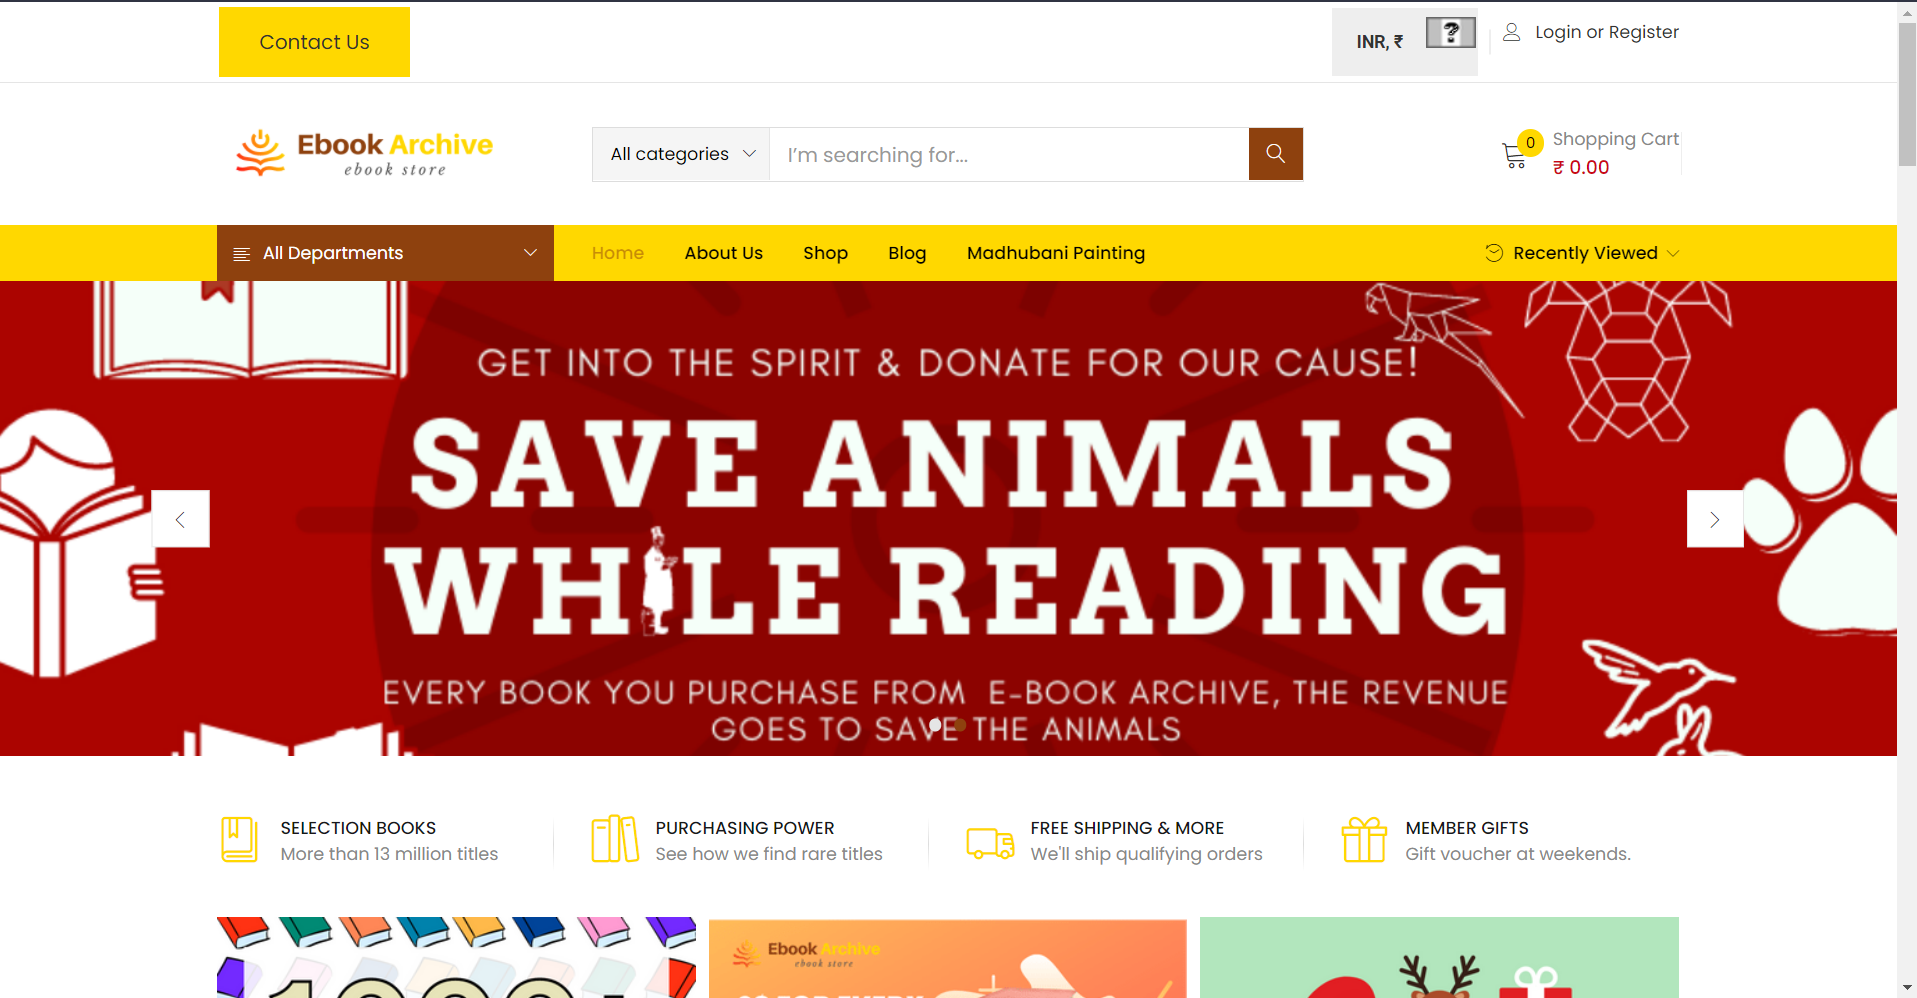 Contact Us
INR, ₹
?
Login or Register
Ebook Archive
ebook store
All categories
I'm searching for...
0
Shopping Cart
₹ 0.00
All Departments
Home
About Us
Shop
Blog
Madhubani Painting
Recently Viewed
GET INTO THE SPIRIT & DONATE FOR OUR CAUSE!
SAVE ANIMALS
WHILE READING
EVERY BOOK YOU PURCHASE FROM E-BOOK ARCHIVE, THE REVENUE
GOES TO SAVE THE ANIMALS
SELECTION BOOKS
More than 13 million titles
PURCHASING POWER
See how we find rare titles
FREE SHIPPING & MORE
We'll ship qualifying orders
MEMBER GIFTS
Gift voucher at weekends.
Ebook Archive
ebook store